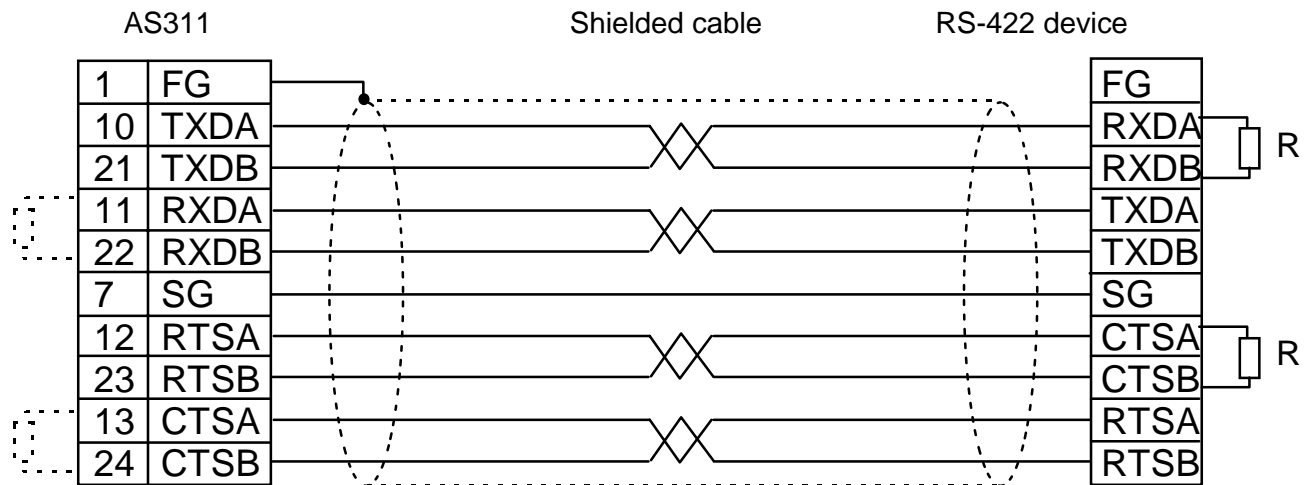 AS311 Shielded cable RS-422 device
1 FG FG
10 TXDA RXDA
R
21 TXDB RXDB
11 RXDA TXDA
22 RXDB TXDB
7 SG SG
12 RTSA CTSA
R
23 RTSB CTSB
13 CTSA RTSA
24 CTSB RTSB